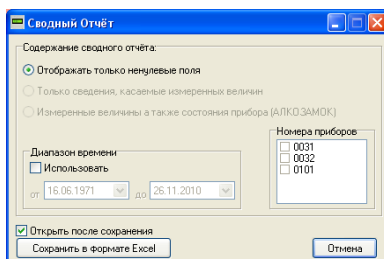 Сводный Отчёт
Содержание сводного отчёта:
Отображать только ненулевые поля
Только сведения, касаемые измеренных величин
Измеренные величины а также состояния прибора (АЛКОЗАМОК)
Номера приборов
0031
0032
0101
Диапазон времени
Использовать
от 16.06.1971 до 26.11.2010
Открыть после сохранения
Сохранить в формате Excel Отмена